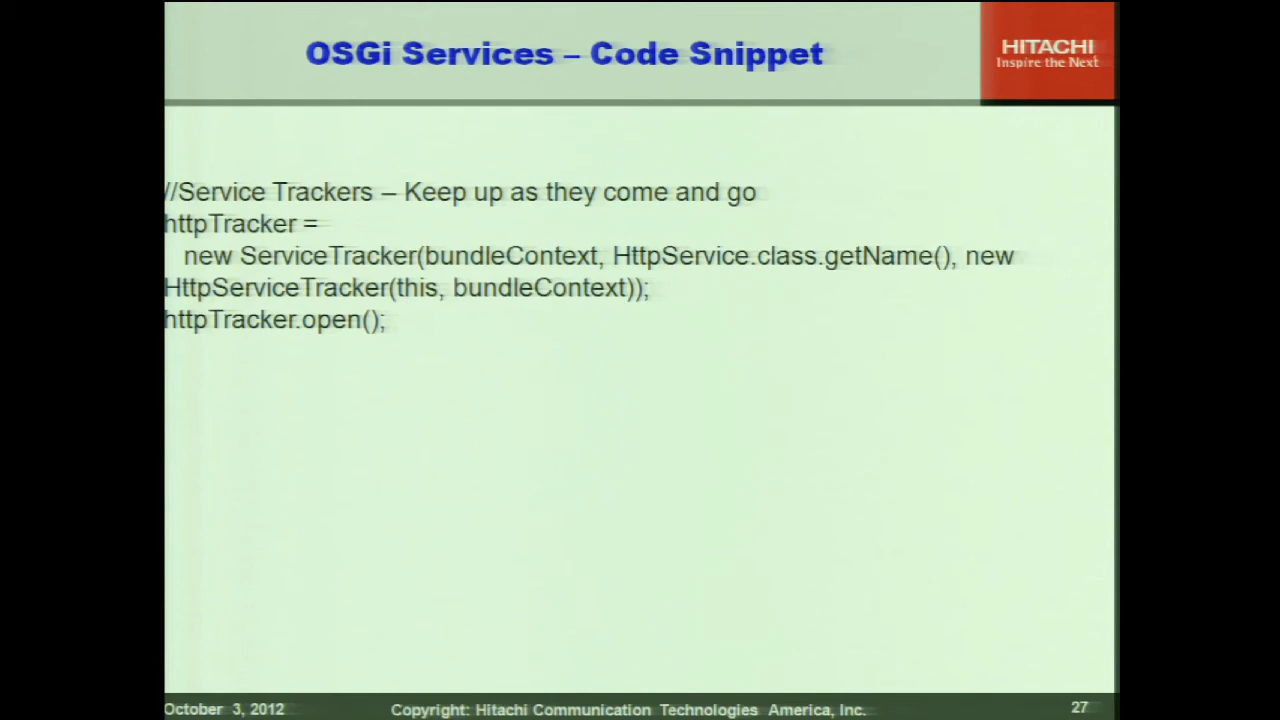 OSGi Services – Code Snippet
HITACHI
Inspire the Next
//Service Trackers – Keep up as they come and go
httpTracker =
new ServiceTracker(bundleContext, HttpService.class.getName(), new
HttpServiceTracker(this, bundleContext));
httpTracker.open();
October 3, 2012
Copyright: Hitachi Communication Technologies America, Inc.
27